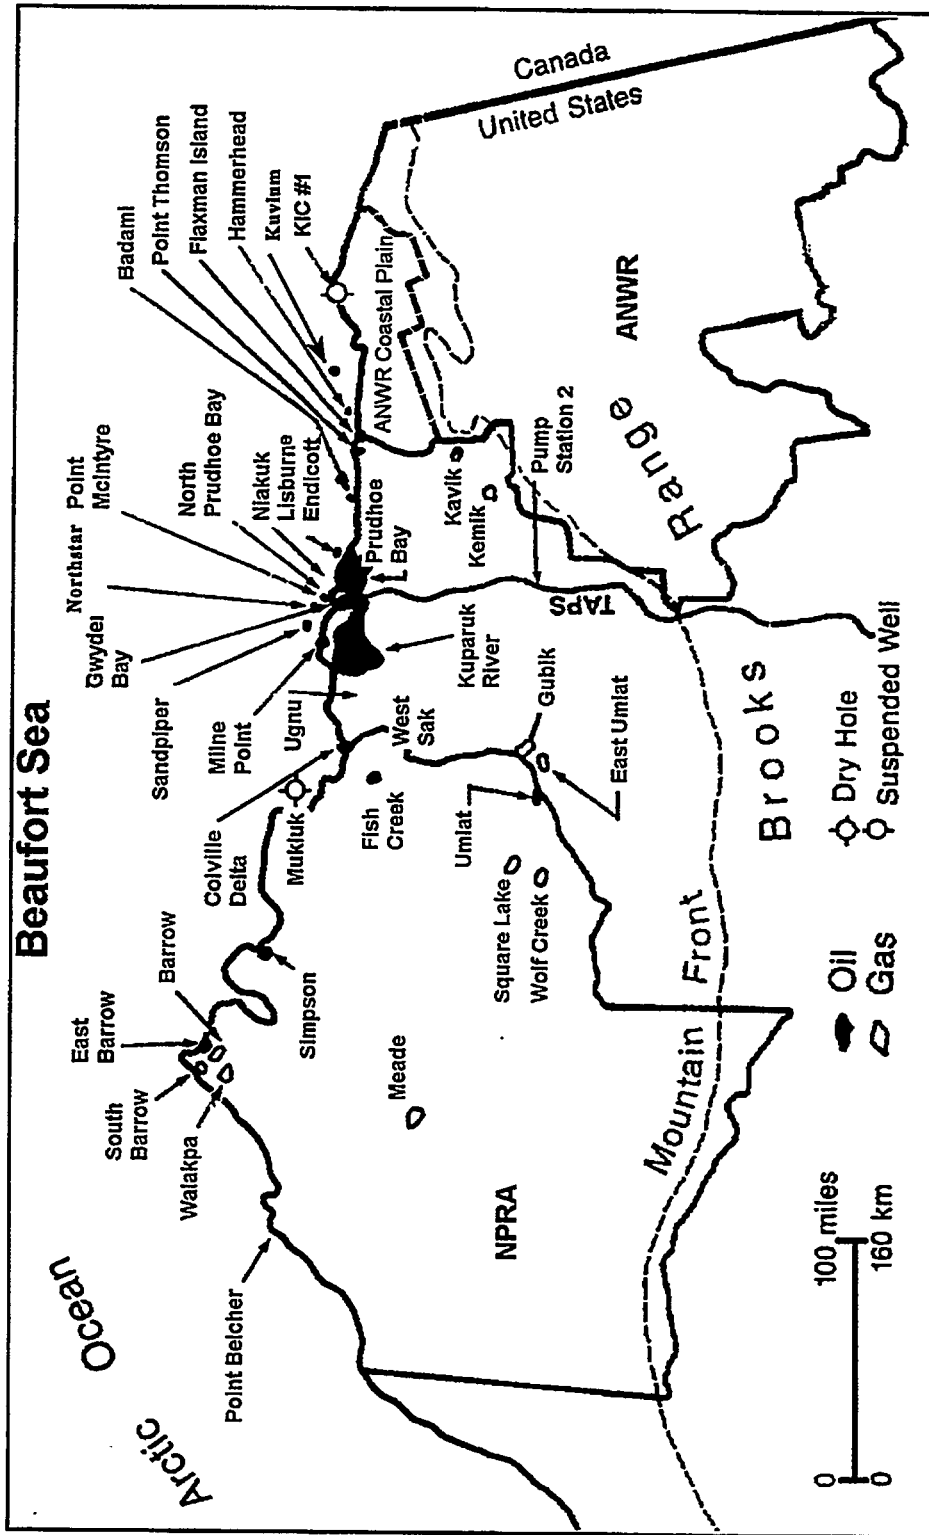 Beaufort Sea
Arctic
Ocean
Point Belcher
Walakpa
South
Barrow
East
Barrow
Barrow
Simpson
Colville
Delta
Mukluk
Fish
Creek
Ugnu
West
Sak
Milne
Point
Sandpiper
Gwyder
Bay
Northstar
Point
McIntyre
North
Prudhoe Bay
Niakuk
Lisburne
Endicott
Prudhoe
Bay
Kuparuk
River
Badami
Point Thomson
Flaxman Island
Hammerhead
Kuvlum
KIC #1
Canada
United States
ANWR Coastal Plain
ANWR
Kavik
Kemik
Pump
Station 2
TAPS
Gubik
East Umiat
Umiat
Square Lake
Wolf Creek
Meade
NPRA
Mountain Front
Brooks Range
0 100 miles
0 160 km
Oil
Gas
Dry Hole
Suspended Well